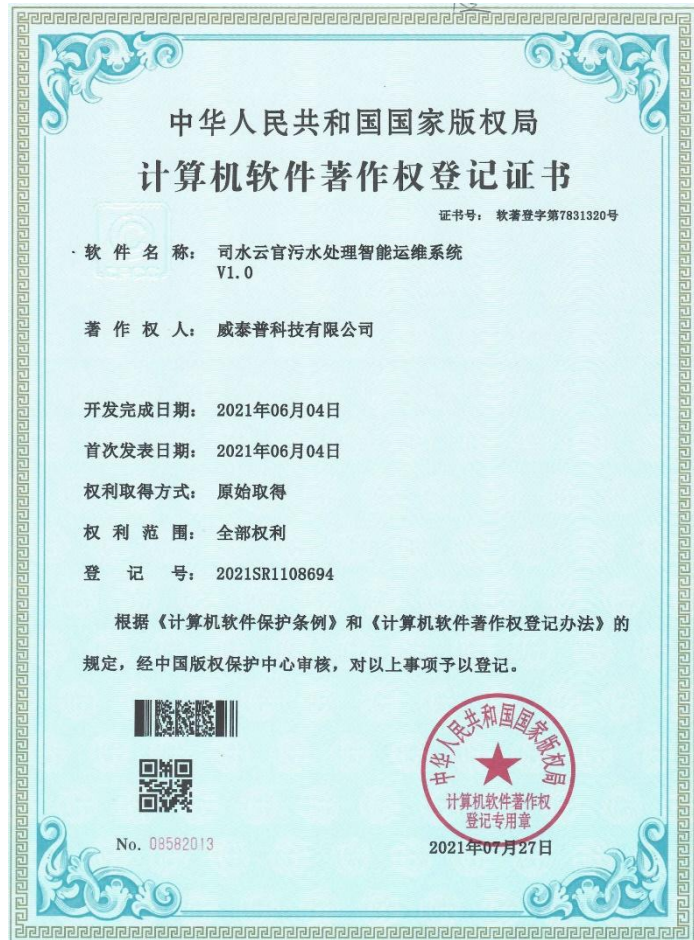 中华人民共和国国家版权局
计算机软件著作权登记证书
证书号： 软著登字第7831320号
软件名称： 司水云官污水处理智能运维系统
V1.0
著作权人： 威泰普科技有限公司
开发完成日期： 2021年06月04日
首次发表日期： 2021年06月04日
权利取得方式： 原始取得
权利范围： 全部权利
登记号： 2021SR1108694
根据《计算机软件保护条例》和《计算机软件著作权登记办法》的
规定，经中国版权保护中心审核，对以上事项予以登记。
中华人民共和国国家版权局
计算机软件著作权
登记专用章
No. 08582013
2021年07月27日